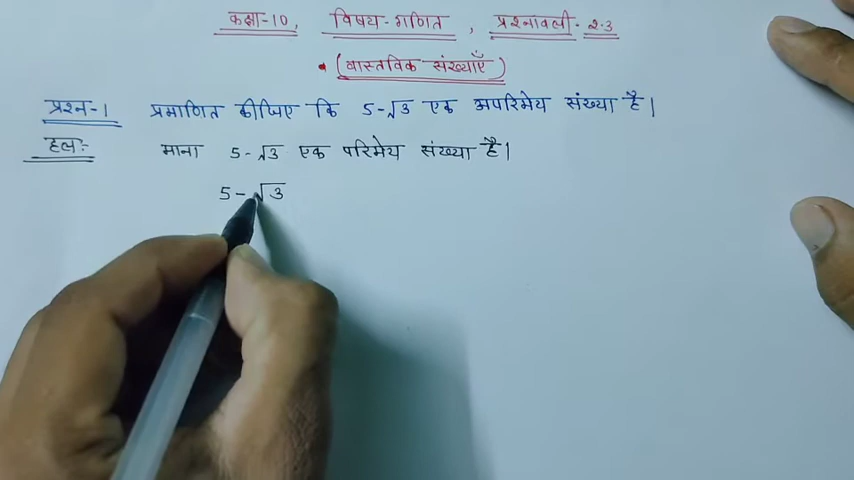 कक्षा-10, विषय-गणित, प्रश्नावली-2.3
(वास्तविक संख्याएँ)
प्रश्न-1 प्रमाणित कीजिए कि 5-√3 एक अपरिमेय संख्या है।
हल:- माना 5-√3 एक परिमेय संख्या है।
5-√3